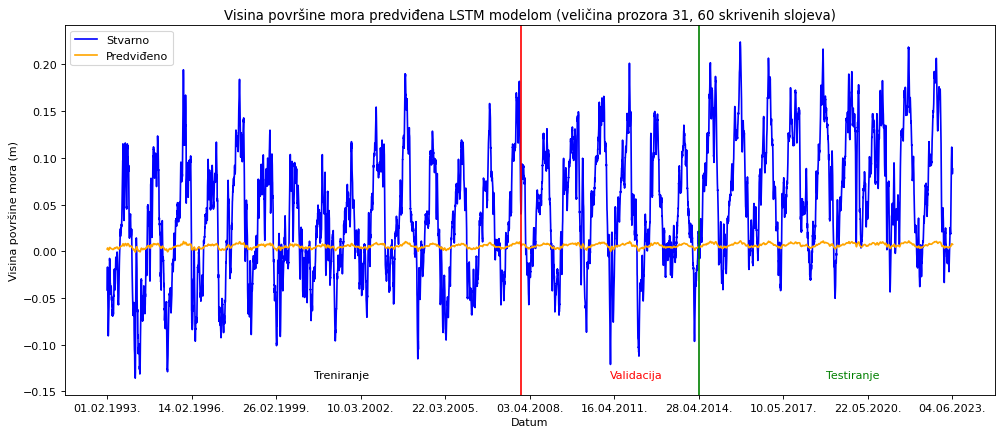 Visina površine mora predviđena LSTM modelom (veličina prozora 31, 60 skrivenih slojeva)
Stvarno
Predviđeno
Visina površine mora (m)
0.20
0.15
0.10
0.05
0.00
−0.05
−0.10
−0.15
Treniranje
Validacija
Testiranje
01.02.1993.
14.02.1996.
26.02.1999.
10.03.2002.
22.03.2005.
03.04.2008.
16.04.2011.
28.04.2014.
10.05.2017.
22.05.2020.
04.06.2023.
Datum